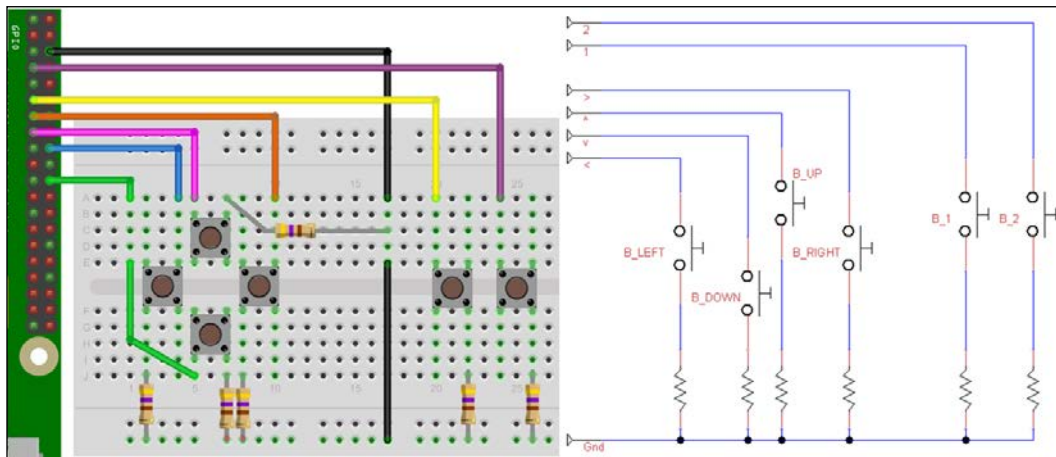 GPIO
15
20
25
A
B
C
D
E
F
G
H
I
J
1
5
10
15
20
25
2
1
>
^
v
<
B_UP
B_LEFT
B_RIGHT
B_1
B_2
B_DOWN
Gnd